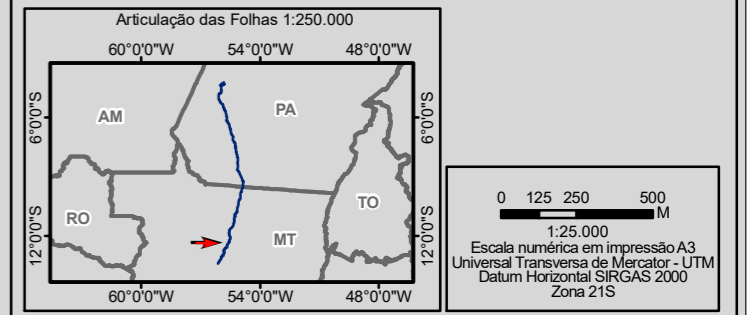 Articulação das Folhas 1:250.000
60°0'0"W 54°0'0"W 48°0'0"W
6°0'0"S AM PA 6°0'0"S
RO TO
12°0'0"S MT 12°0'0"S
60°0'0"W 54°0'0"W 48°0'0"W
0 125 250 500
M
1:25.000
Escala numérica em impressão A3
Universal Transversa de Mercator - UTM
Datum Horizontal SIRGAS 2000
Zona 21S